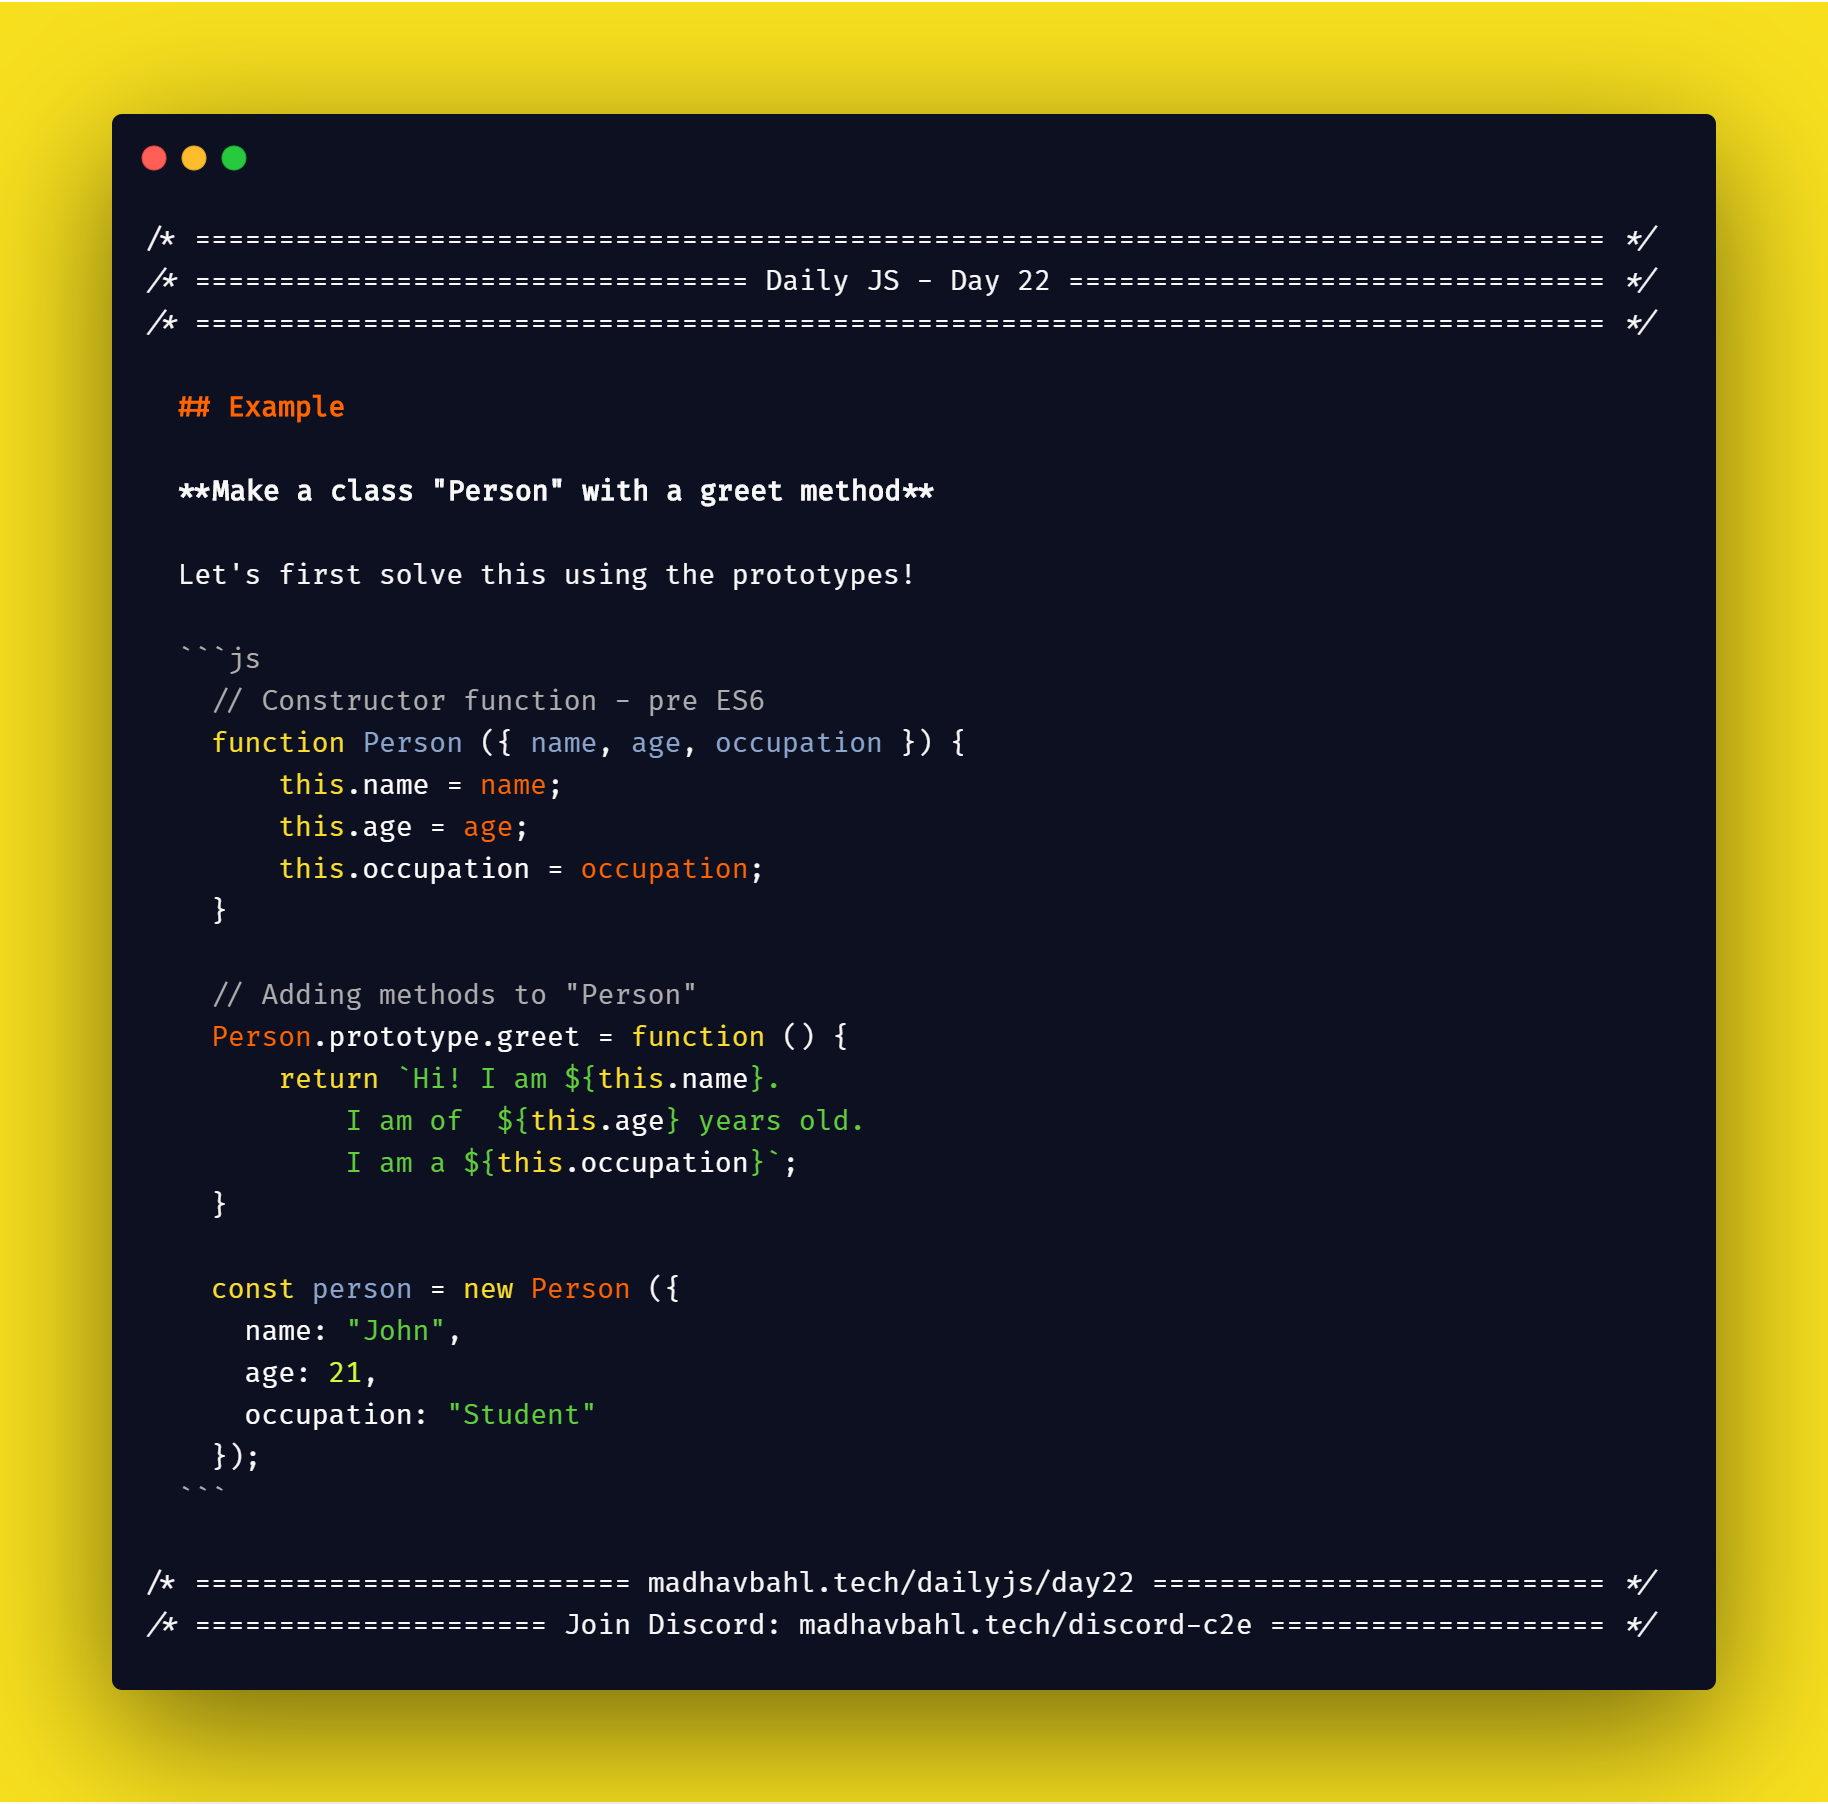 /* ==================================================================================== */
/* ================================= Daily JS - Day 22 ================================ */
/* ==================================================================================== */
## Example
**Make a class "Person" with a greet method**
Let's first solve this using the prototypes!
```js
// Constructor function - pre ES6
function Person ({ name, age, occupation }) {
this.name = name;
this.age = age;
this.occupation = occupation;
}
// Adding methods to "Person"
Person.prototype.greet = function () {
return `Hi! I am ${this.name}.
I am of  ${this.age} years old.
I am a ${this.occupation}`;
}
const person = new Person ({
name: "John",
age: 21,
occupation: "Student"
});
```
/* ========================== madhavbahl.tech/dailyjs/day22 =========================== */
/* ===================== Join Discord: madhavbahl.tech/discord-c2e ==================== */